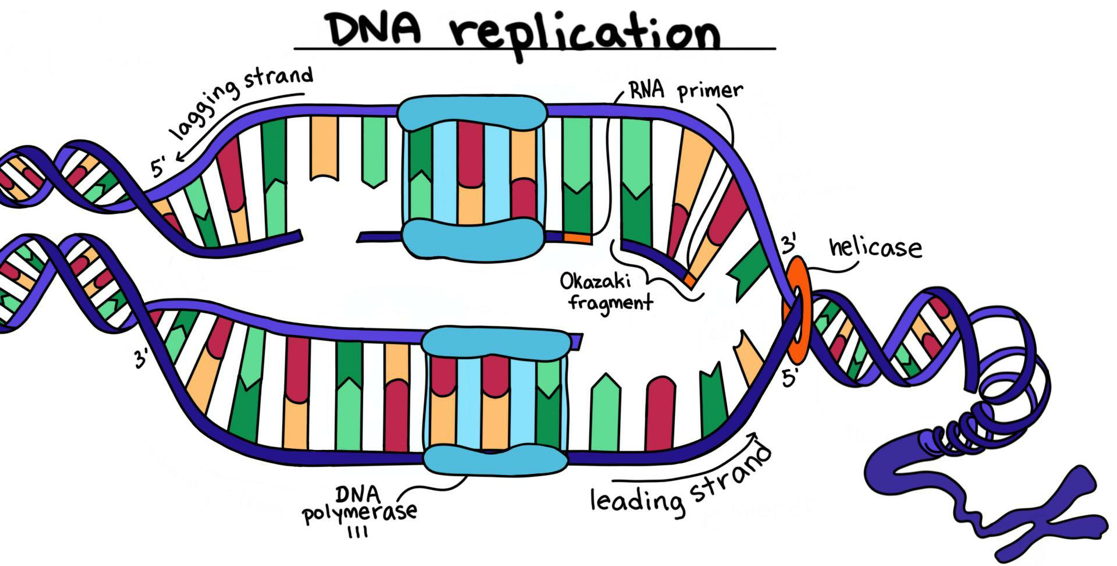 DNA replication
lagging strand
RNA primer
5'
3'
helicase
Okazaki
fragment
3'
5'
leading strand
DNA
polymerase
III